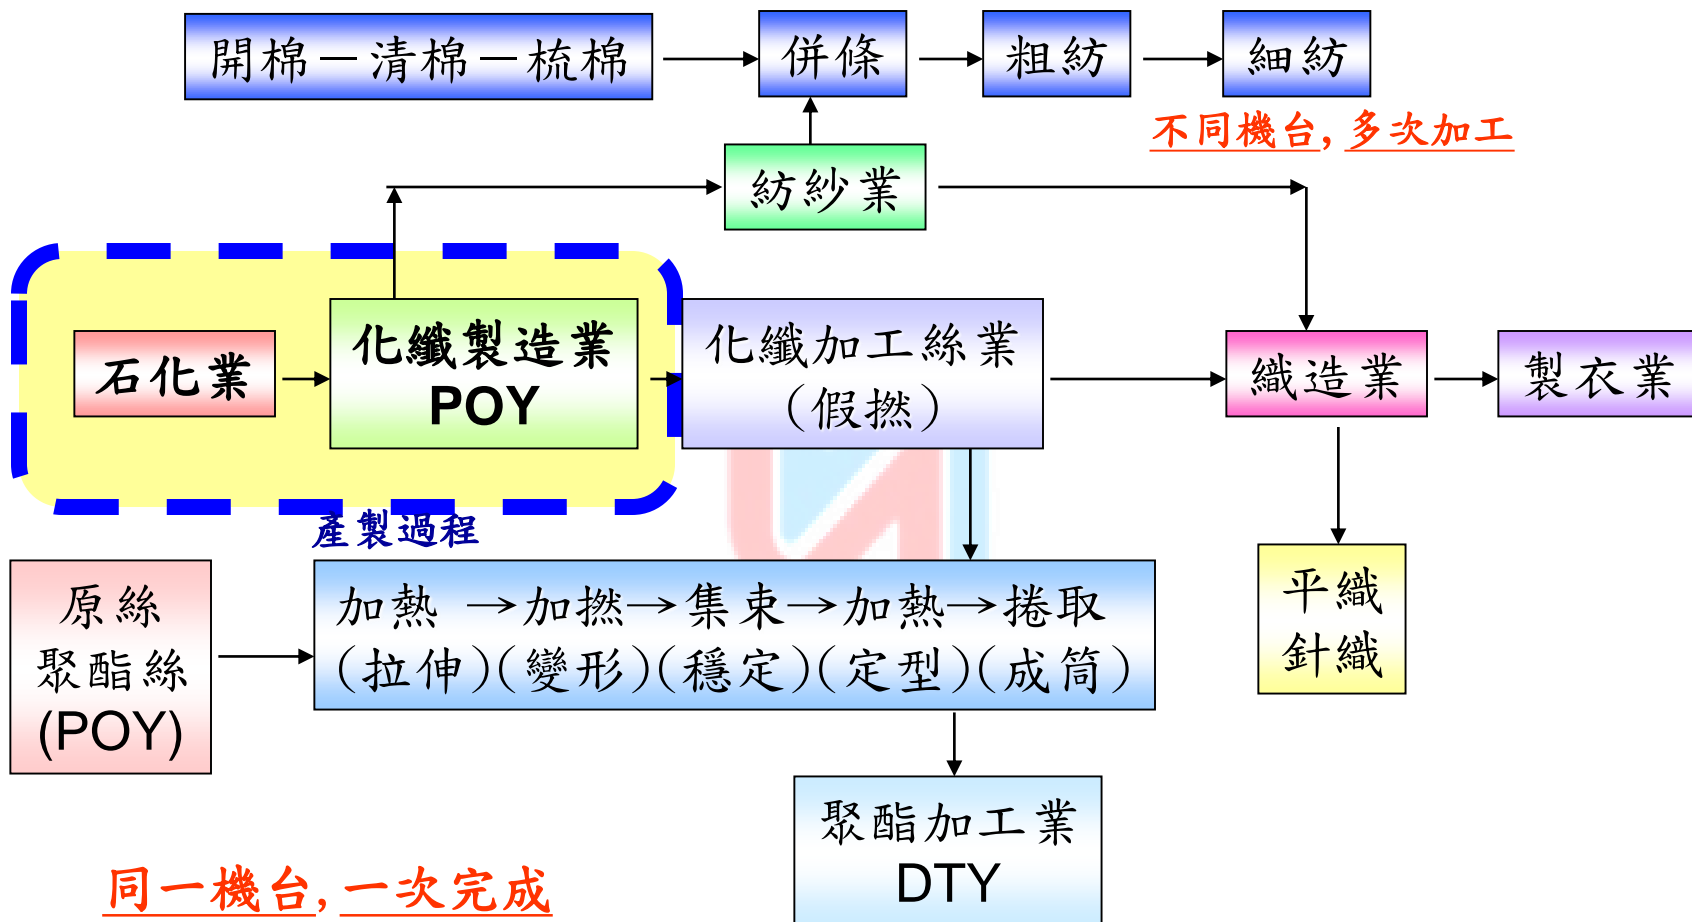 開棉－清棉－梳棉
併條
粗紡
細紡
不同機台, 多次加工
紡紗業
石化業
化纖製造業
POY
化纖加工絲業
（假撚）
織造業
製衣業
產製過程
原絲
聚酯絲
(POY)
加熱 →加撚→集束→加熱→捲取
(拉伸)(變形)(穩定)(定型)(成筒)
平織
針織
聚酯加工業
DTY
同一機台, 一次完成